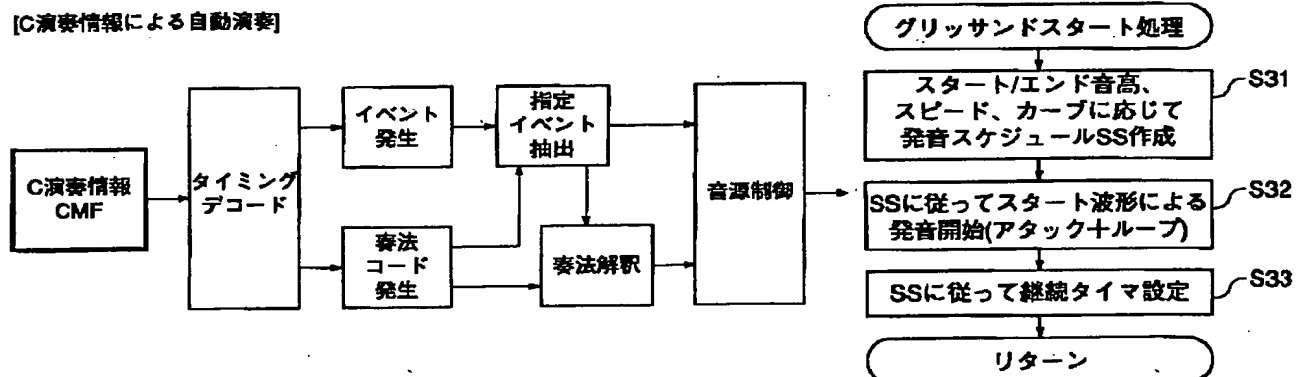 [C演奏情報による自動演奏]
C演奏情報
CMF
タイミング
デコード
イベント
発生
奏法
コード
発生
指定
イベント
抽出
奏法解釈
音源制御
グリッサンドスタート処理
スタート/エンド音高、
スピード、カーブに応じて
発音スケジュールSS作成
S31
SSに従ってスタート波形による
発音開始(アタック+ループ)
S32
SSに従って継続タイマ設定
S33
リターン